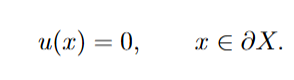 u(x) = 0, x ∈ ∂X.